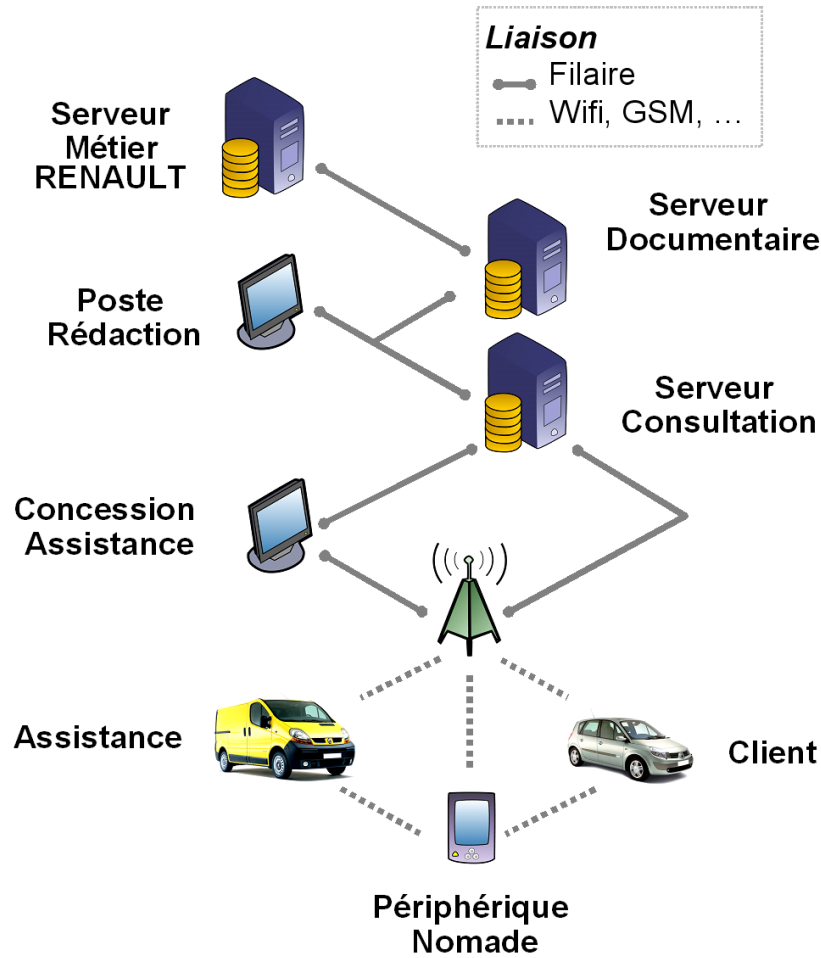 Liaison
Filaire
Wifi, GSM, ...
Serveur
Métier
RENAULT
Serveur
Documentaire
Poste
Rédaction
Serveur
Consultation
Concession
Assistance
Assistance
Client
Périphérique
Nomade